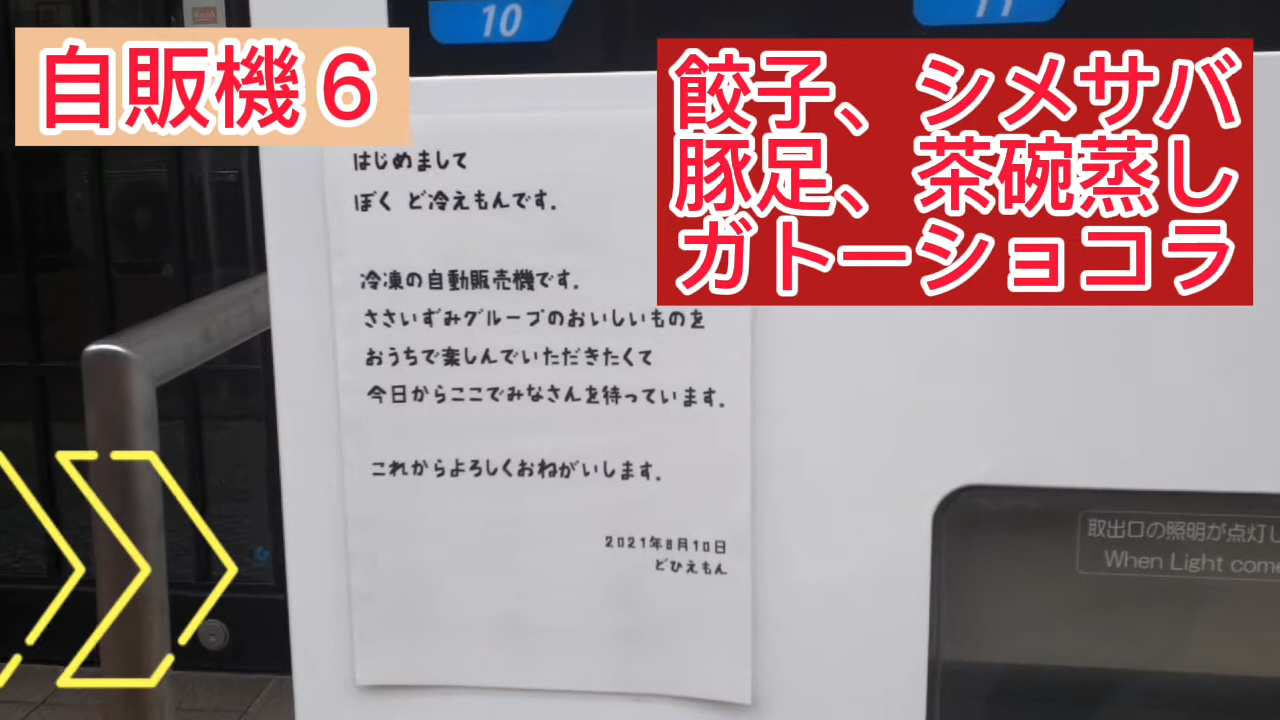 10
11
自販機6
餃子、シメサバ
豚足、茶碗蒸し
ガトーショコラ
はじめまして
ぼく ど冷えもんです.
冷凍の自動販売機です.
ささいずみグループのおいしいものを
おうちで楽しんでいただきたくて
今日からここでみなさんを待っています.
これからよろしくおねがいします.
2021年8月10日
どひえもん
取出口の照明が点灯し
When Light come